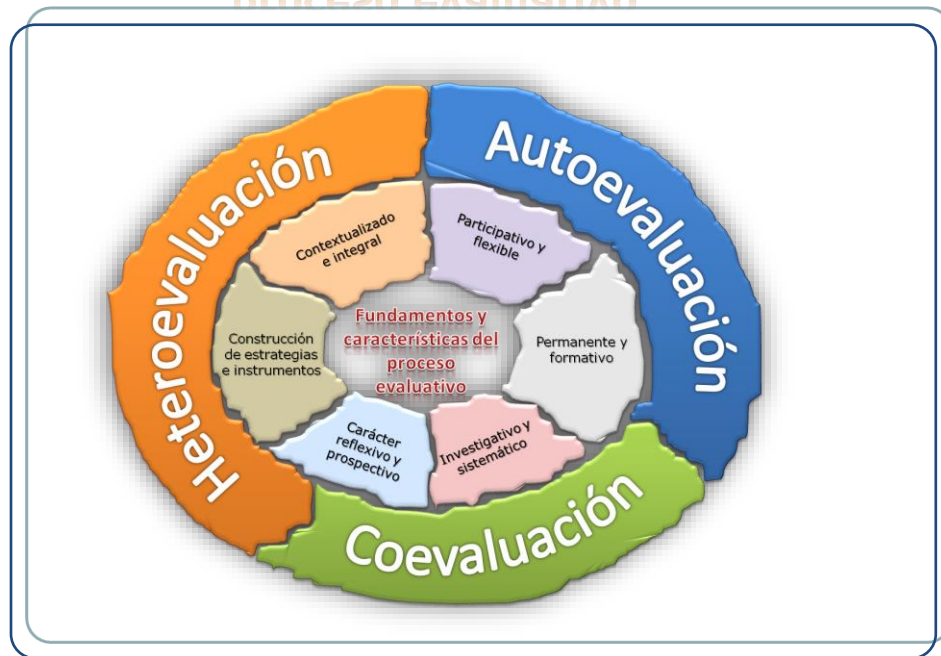 Heteroevaluación
Autoevaluación
Coevaluación
Contextualizado
e integral
Participativo y
flexible
Permanente y
formativo
Investigativo y
sistemático
Carácter
reflexivo y
prospectivo
Construcción
de estrategias
e instrumentos
Fundamentos y
características del
proceso
evaluativo